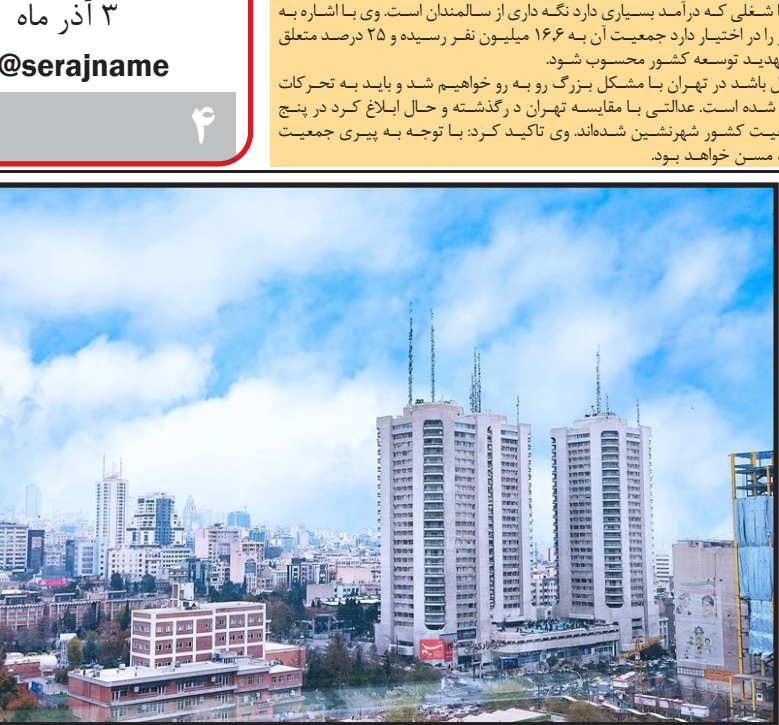 ا شغلی که درآمد بسیاری دارد نگه داری از سالمندان است. وی با اشاره به
را در اختیار دارد جمعیت آن به ۱۶٫۶ میلیون نفر رسیده و ۲۵ درصد متعلق
هدید توسعه کشور محسوب شود.
ل باشد در تهران با مشکل بزرگ رو به رو خواهیم شد و باید به تحرکات
شده است. عدالتی با مقایسه تهران د رگذشته و حال ابلاغ کرد در پنج
یت کشور شهرنشین شده‌اند. وی تاکید کرد: با توجه به پیری جمعیت
مسن خواهد بود.
۳ آذر ماه
@serajname
۴